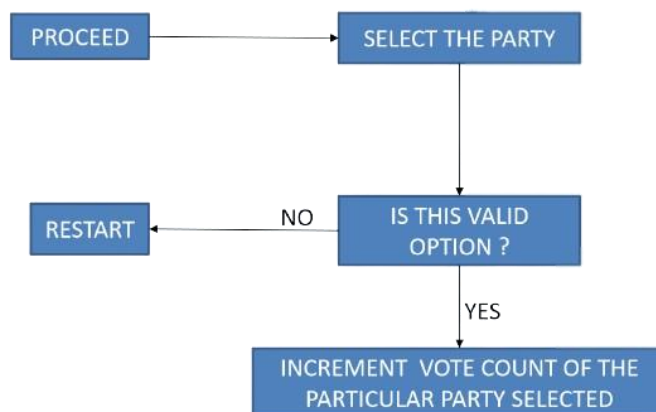 PROCEED
SELECT THE PARTY
RESTART
NO
IS THIS VALID
OPTION ?
YES
INCREMENT VOTE COUNT OF THE
PARTICULAR PARTY SELECTED